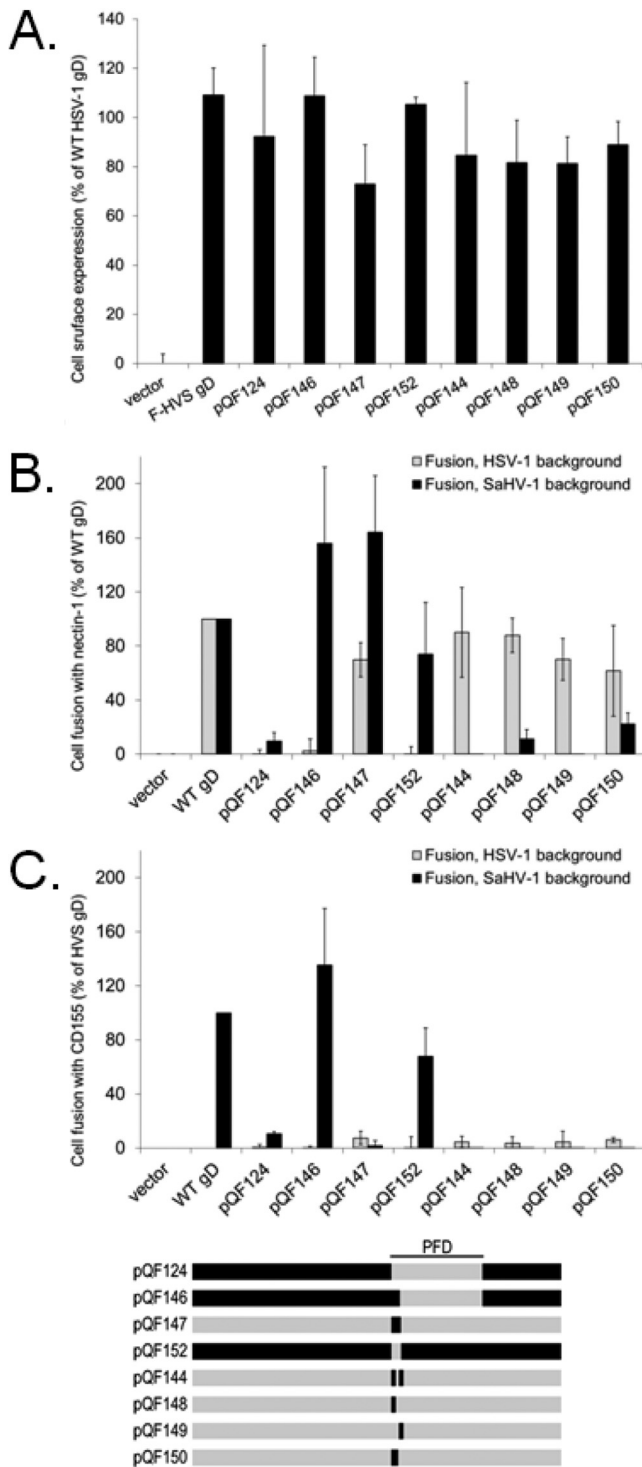 A.
Cell sruface experession (% of WT HSV-1 gD)
140
120
100
80
60
40
20
0
vector
F-HVS gD
pQF124
pQF146
pQF147
pQF152
pQF144
pQF148
pQF149
pQF150
B.
Fusion, HSV-1 background
Fusion, SaHV-1 background
Cell fusion with nectin-1 (% of WT gD)
200
160
120
80
40
0
vector
WT gD
pQF124
pQF146
pQF147
pQF152
pQF144
pQF148
pQF149
pQF150
C.
Fusion, HSV-1 background
Fusion, SaHV-1 background
Cell fusion with CD155 (% of HVS gD)
200
160
120
80
40
0
vector
WT gD
pQF124
pQF146
pQF147
pQF152
pQF144
pQF148
pQF149
pQF150
PFD
pQF124
pQF146
pQF147
pQF152
pQF144
pQF148
pQF149
pQF150